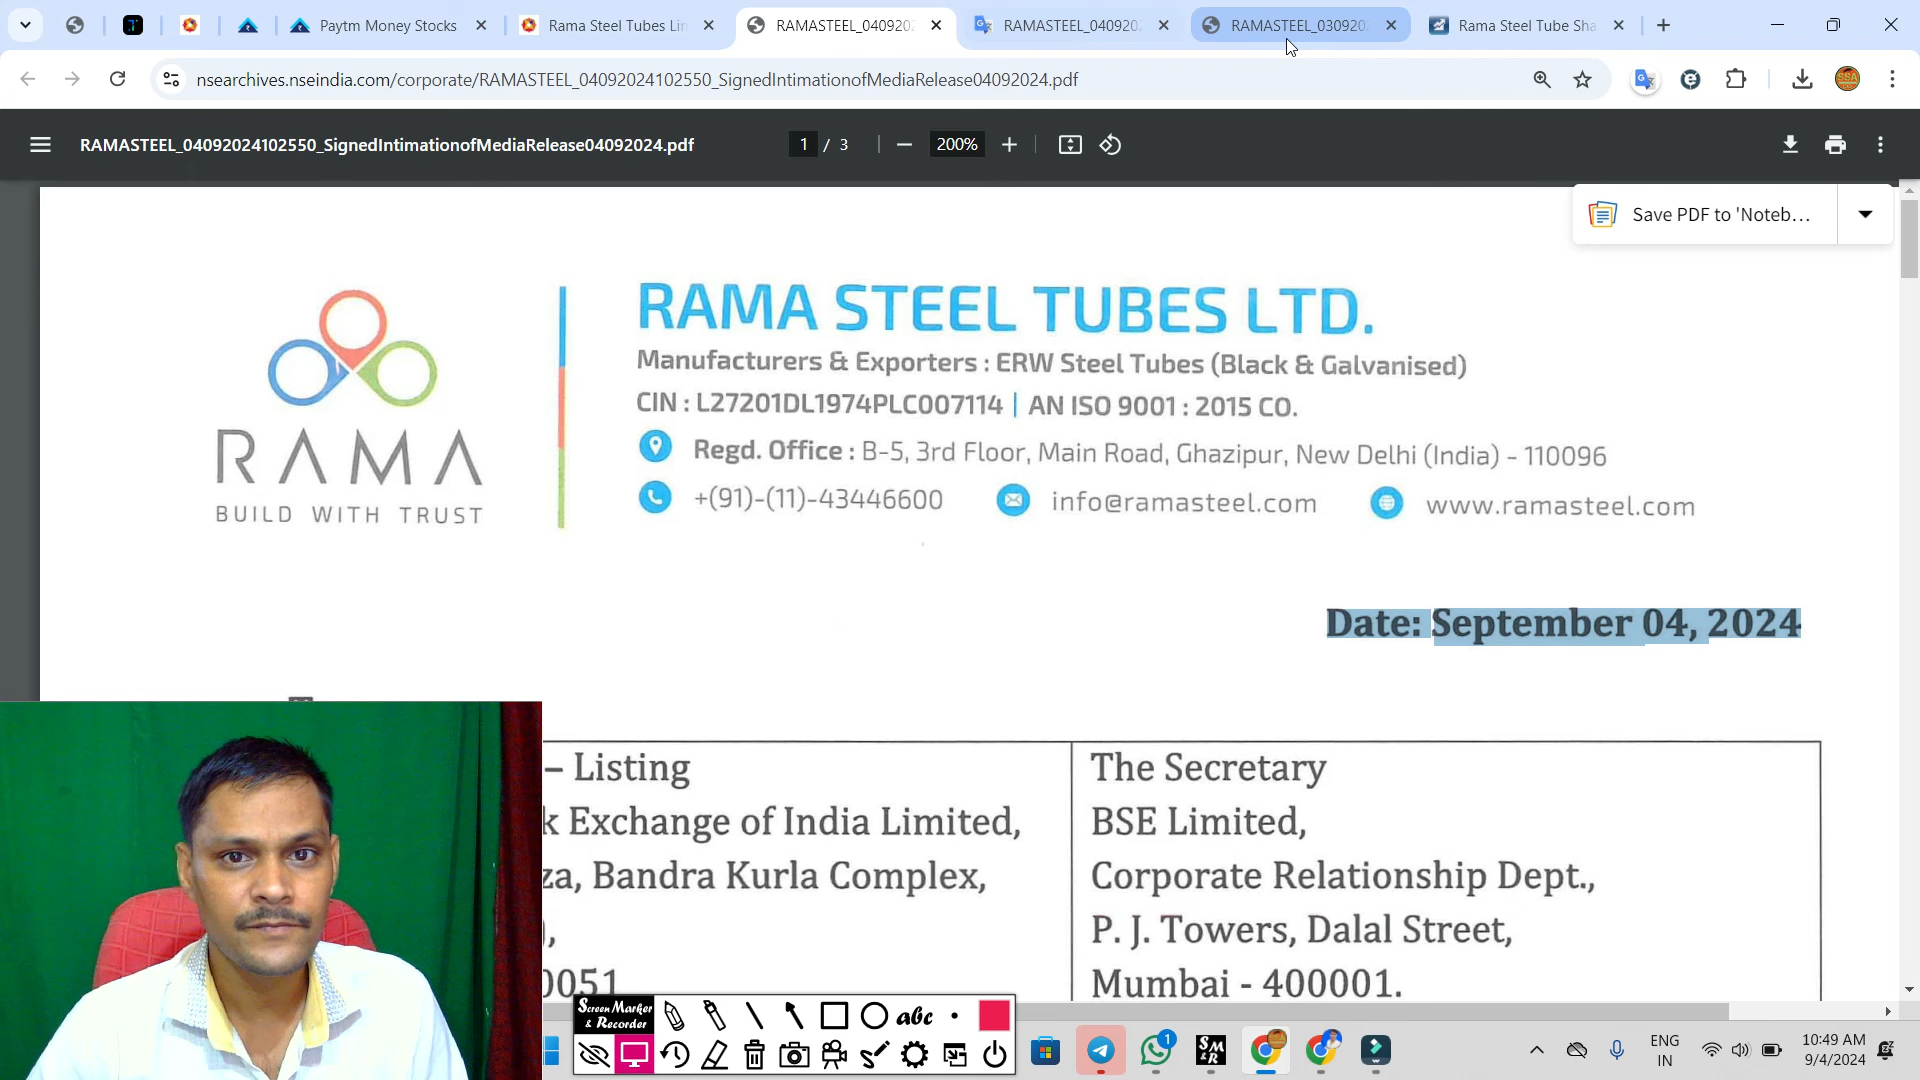 Paytm Money Stocks
Rama Steel Tubes Lin
RAMASTEEL_040920
RAMASTEEL_040920
RAMASTEEL_030920
Rama Steel Tube Sha
nsearchives.nseindia.com/corporate/RAMASTEEL_04092024102550_SignedIntimationofMediaRelease04092024.pdf
RAMASTEEL_04092024102550_SignedIntimationofMediaRelease04092024.pdf
1 / 3
200%
Save PDF to 'Noteb...
RAMA STEEL TUBES LTD.
Manufacturers & Exporters : ERW Steel Tubes (Black & Galvanised)
CIN : L27201DL1974PLC007114 | AN ISO 9001 : 2015 CO.
Regd. Office : B-5, 3rd Floor, Main Road, Ghazipur, New Delhi (India) - 110096
+(91)-(11)-43446600 info@ramasteel.com www.ramasteel.com
RAMA
BUILD WITH TRUST
Date: September 04, 2024
– Listing
k Exchange of India Limited,
za, Bandra Kurla Complex,
),
0051
The Secretary
BSE Limited,
Corporate Relationship Dept.,
P. J. Towers, Dalal Street,
Mumbai - 400001.
Screen Marker
& Recorder
abc
1
SM
&R
ENG
IN
10:49 AM
9/4/2024